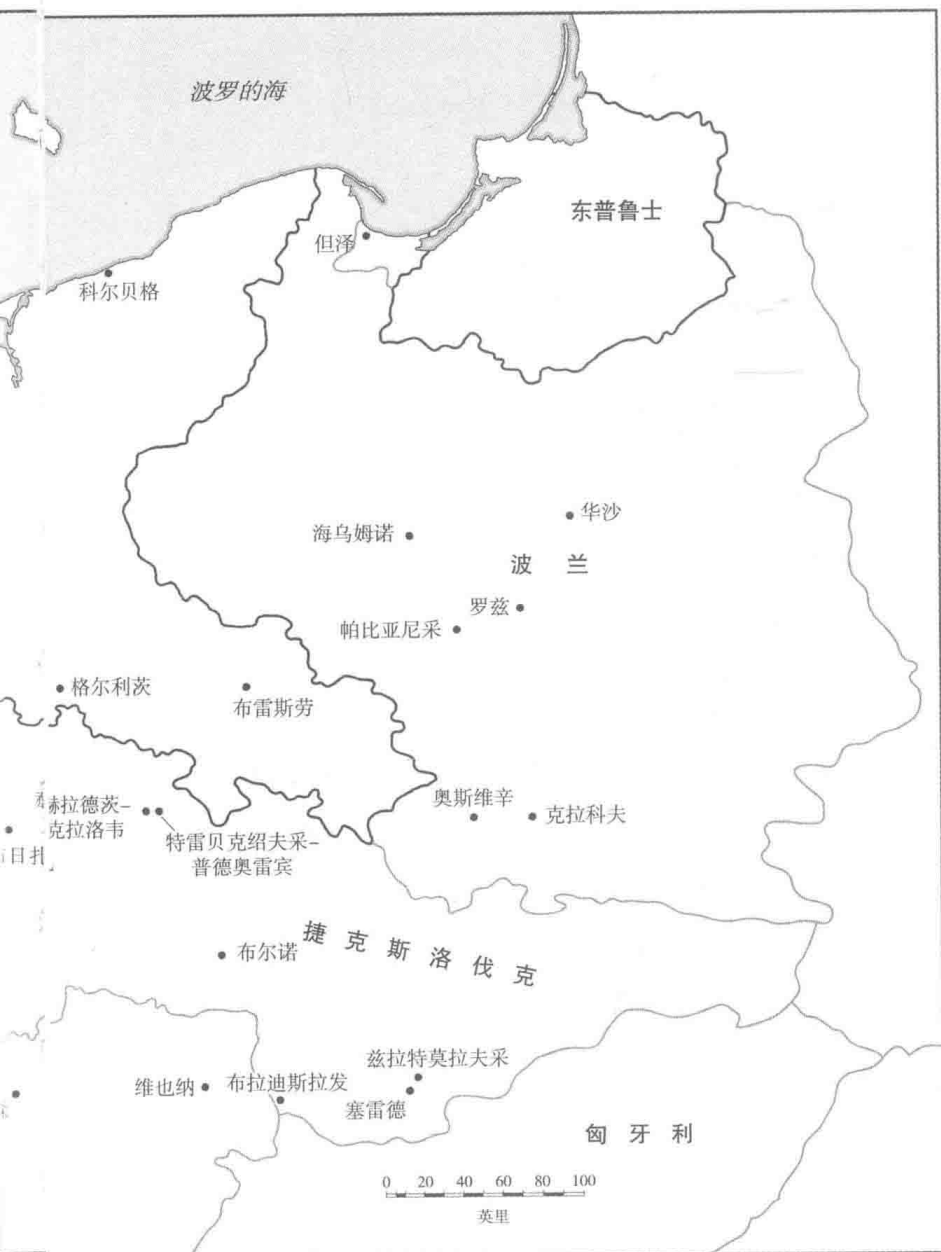 波罗的海
东普鲁士
但泽
科尔贝格
华沙
海乌姆诺
波 兰
罗兹
帕比亚尼采
格尔利茨
布雷斯劳
赫拉德茨-
克拉洛韦
特雷贝克绍夫采-
普德奥雷宾
奥斯维辛
克拉科夫
捷克斯洛伐克
布尔诺
兹拉特莫拉夫采
塞雷德
维也纳
布拉迪斯拉发
匈牙利
0 20 40 60 80 100
英里